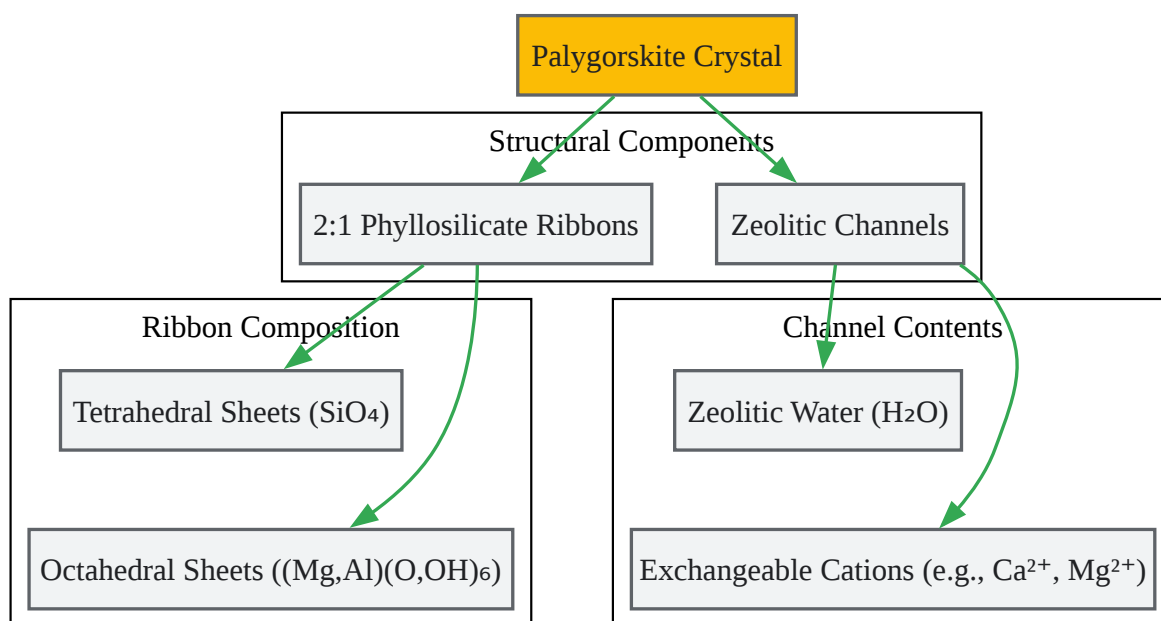 Palygorskite Crystal
Structural Components
2:1 Phyllosilicate Ribbons
Zeolitic Channels
Ribbon Composition
Channel Contents
Tetrahedral Sheets (SiO₄)
Zeolitic Water (H₂O)
Octahedral Sheets ((Mg,Al)(O,OH)₆)
Exchangeable Cations (e.g., Ca²⁺, Mg²⁺)